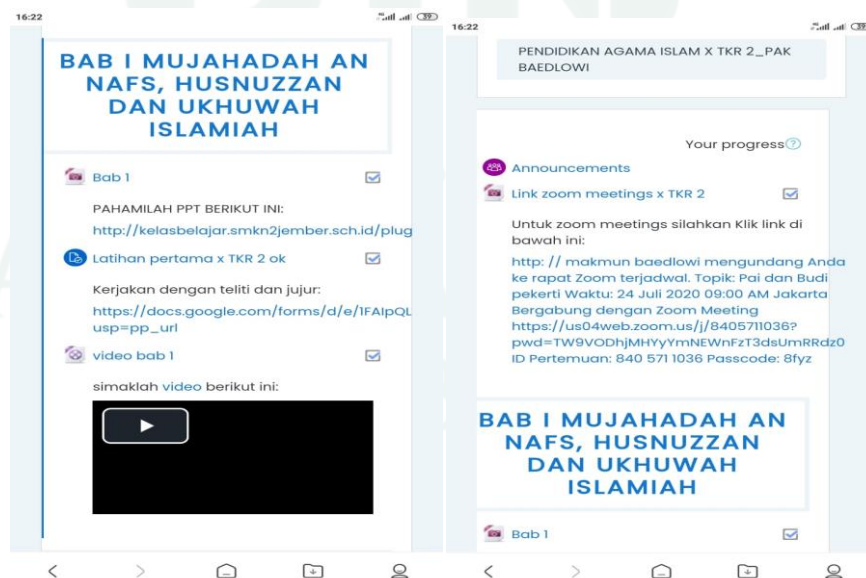 16:22
39
BAB I MUJAHADAH AN
NAFS, HUSNUZZAN
DAN UKHUWAH
ISLAMIAH
Bab 1
PAHAMILAH PPT BERIKUT INI:
http://kelasbelajar.smkn2jember.sch.id/plug
Latihan pertama x TKR 2 ok
Kerjakan dengan teliti dan jujur:
https://docs.google.com/forms/d/e/1FAIpQL
usp=pp_url
video bab 1
simaklah video berikut ini:
16:22
39
PENDIDIKAN AGAMA ISLAM X TKR 2_PAK
BAEDLOWI
Your progress
Announcements
Link zoom meetings x TKR 2
Untuk zoom meetings silahkan Klik link di
bawah ini:
http: // makmun baedlowi mengundang Anda
ke rapat Zoom terjadwal. Topik: Pai dan Budi
pekerti Waktu: 24 Juli 2020 09:00 AM Jakarta
Bergabung dengan Zoom Meeting
https://us04web.zoom.us/j/8405711036?
pwd=TW9VODhjMHYyYmNEWnFzT3dsUmRRdz0
ID Pertemuan: 840 571 1036 Passcode: 8fyz
BAB I MUJAHADAH AN
NAFS, HUSNUZZAN
DAN UKHUWAH
ISLAMIAH
Bab 1